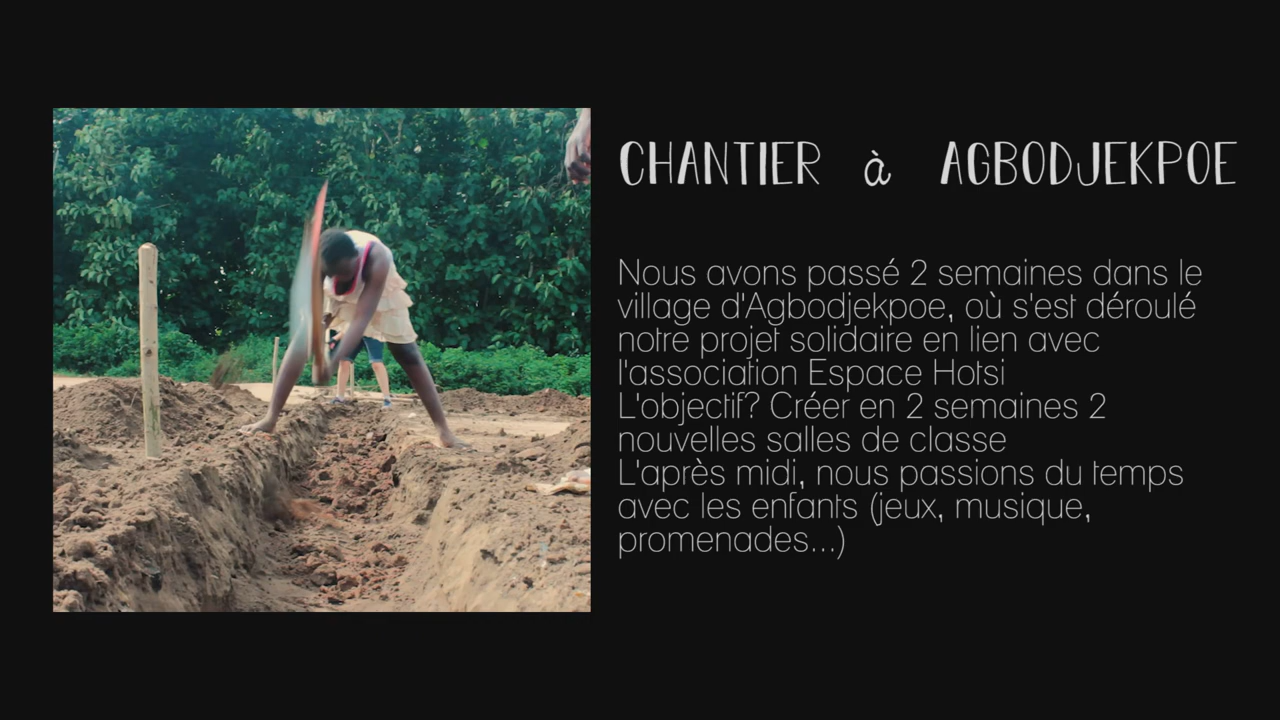 CHANTIER à AGBODJEKPOE
Nous avons passé 2 semaines dans le
village d'Agbodjekpoe, où s'est déroulé
notre projet solidaire en lien avec
l'association Espace Hotsi
L'objectif? Créer en 2 semaines 2
nouvelles salles de classe
L'après midi, nous passions du temps
avec les enfants (jeux, musique,
promenades...)